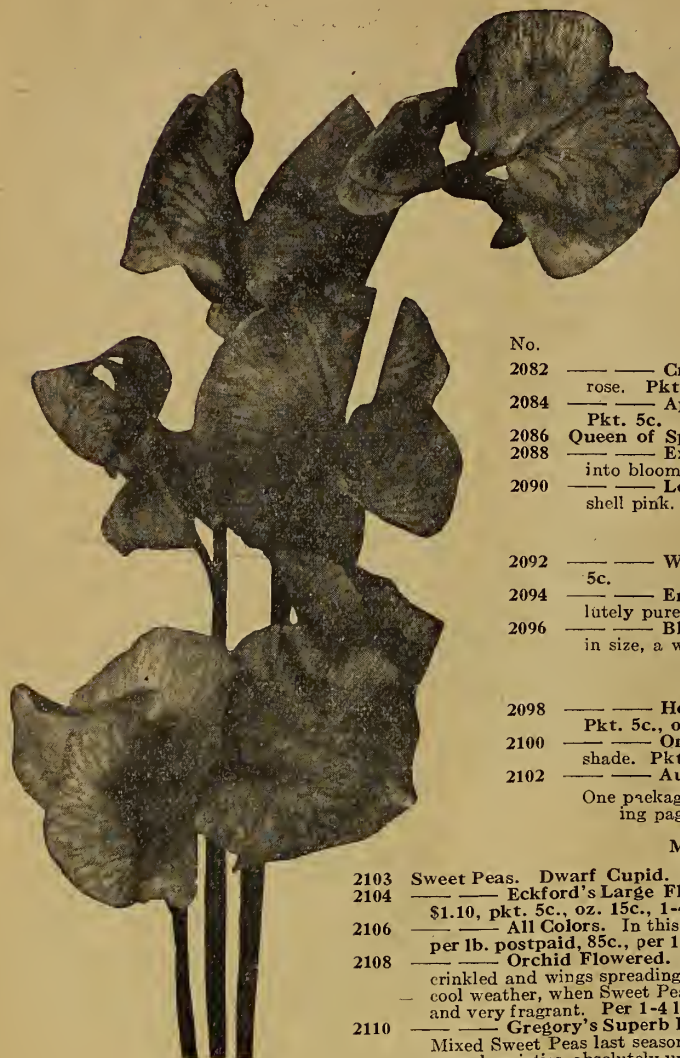 No.
2082 —— —— Cr
rose. Pkt
2084 —— —— Ap
Pkt. 5c.
2086 Queen of Sp
2088 —— —— Ex
into bloom
2090 —— —— Lo
shell pink.
2092 —— —— W
5c.
2094 —— —— En
lutely pure
2096 —— —— Bl
in size, a w
2098 —— —— He
Pkt. 5c., o
2100 —— —— Or
shade. Pkt
2102 —— —— Au
One package
ing pag
M
2103 Sweet Peas. Dwarf Cupid.
2104 —— —— Eckford's Large Fl
$1.10, pkt. 5c., oz. 15c., 1-4
2106 —— —— All Colors. In this
per lb. postpaid, 85c., per 1
2108 —— —— Orchid Flowered.
crinkled and wings spreading
cool weather, when Sweet Pea
and very fragrant. Per 1-4 l
2110 —— —— Gregory's Superb
Mixed Sweet Peas last season